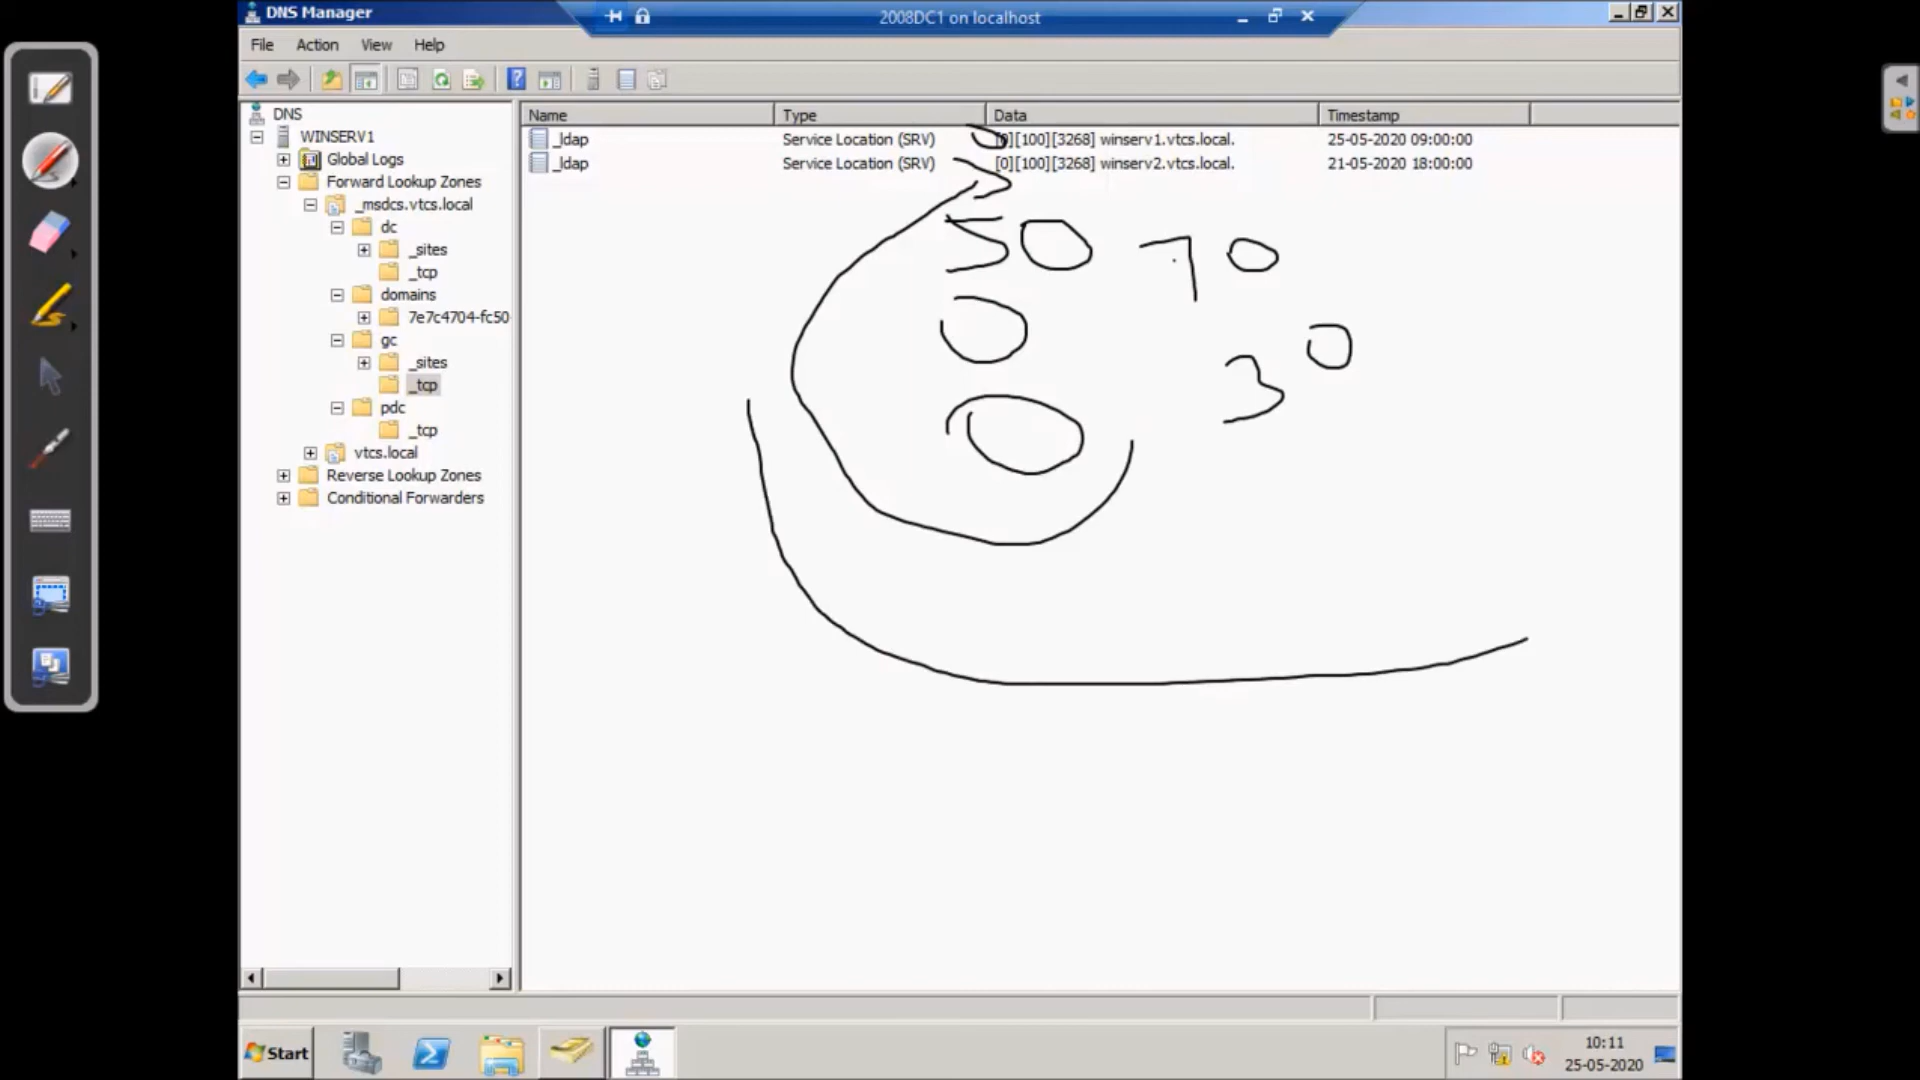 DNS Manager
2008DC1 on localhost
File Action View Help
DNS
WINSERV1
Global Logs
Forward Lookup Zones
_msdcs.vtcs.local
dc
_sites
_tcp
domains
7e7c4704-fc50-
gc
_sites
_tcp
pdc
_tcp
vtcs.local
Reverse Lookup Zones
Conditional Forwarders
Name Type Data Timestamp
_ldap Service Location (SRV) [0][100][3268] winserv1.vtcs.local. 25-05-2020 09:00:00
_ldap Service Location (SRV) [0][100][3268] winserv2.vtcs.local. 21-05-2020 18:00:00
50 70
0
30
0
Start
10:11
25-05-2020